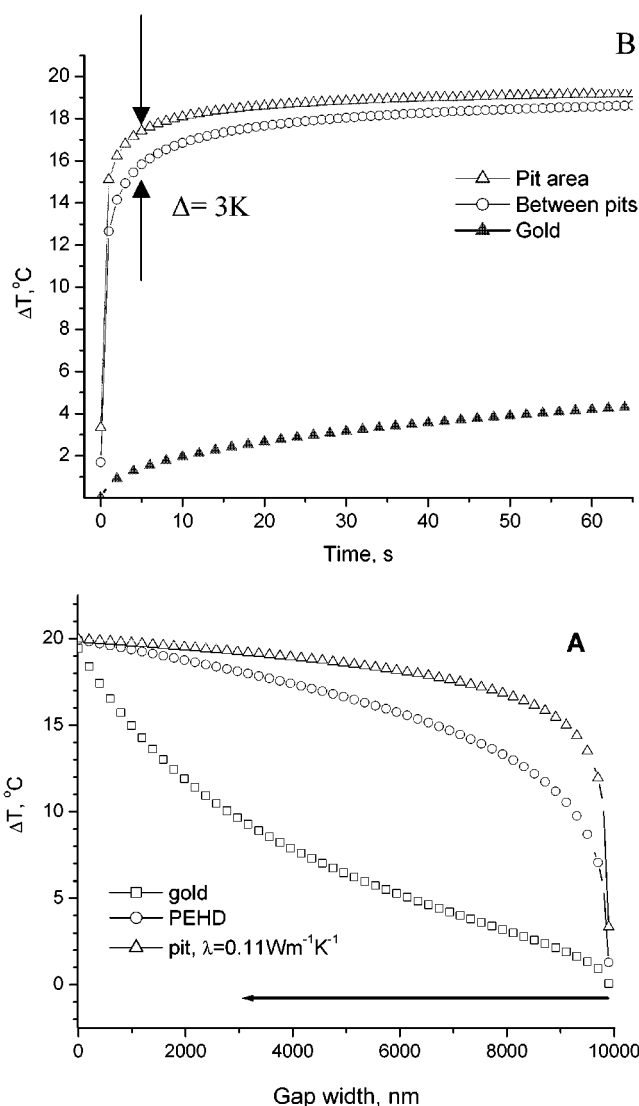 B
20
18
16
14
12
10
8
6
4
2
ΔT, °C
Δ= 3K
Pit area
Between pits
Gold
0 10 20 30 40 50 60
Time, s
A
20
15
10
5
0
ΔT, °C
gold
PEHD
pit, λ=0.11Wm⁻¹K⁻¹
0 2000 4000 6000 8000 10000
Gap width, nm